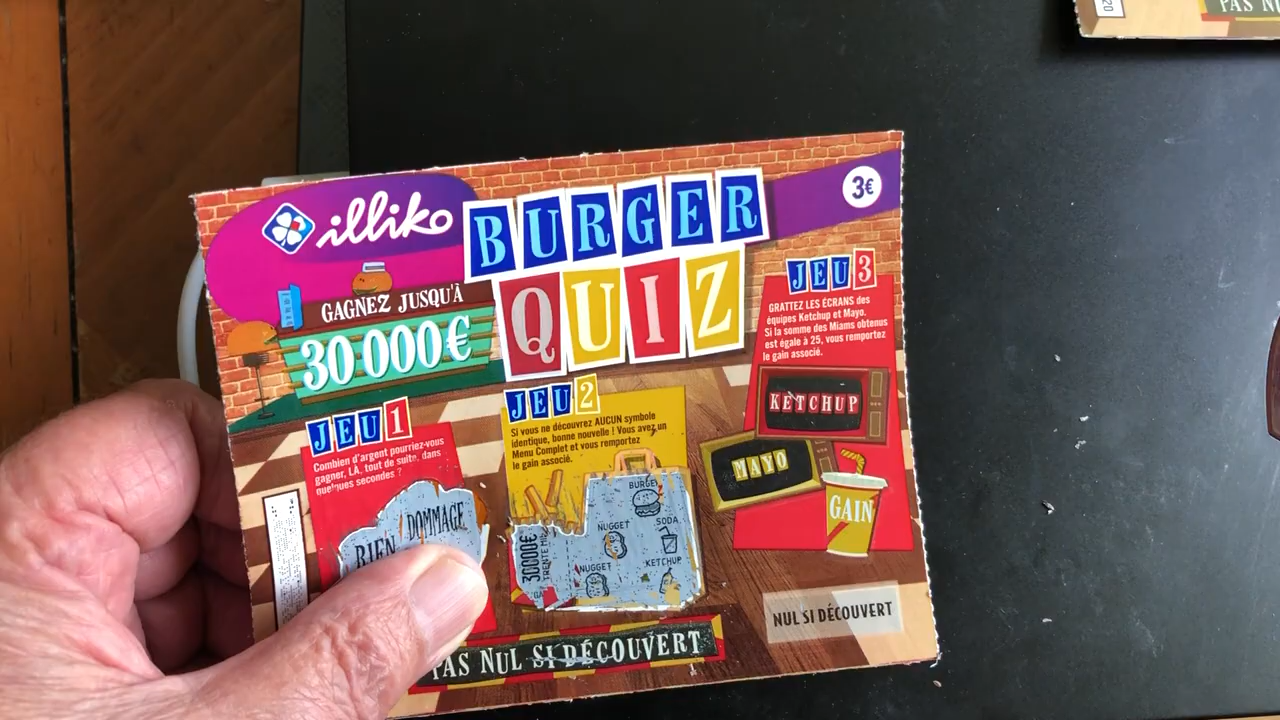 20
PAS NU
illiko
BURGER
QUIZ
3€
GAGNEZ JUSQU'À
30 000 €
JEU 1
Combien d'argent pourriez-vous
gagner, LÀ, tout de suite, dans
quelques secondes ?
DOMMAGE
RIEN
JEU 2
Si vous ne découvrez AUCUN symbole
identique, bonne nouvelle ! Vous avez un
Menu Complet et vous remportez
le gain associé.
BURGER
NUGGET
SODA
NUGGET
KETCHUP
30000€
JEU 3
GRATTEZ LES ÉCRANS des
équipes Ketchup et Mayo.
Si la somme des Miams obtenus
est égale à 25, vous remportez
le gain associé.
KETCHUP
MAYO
GAIN
NUL SI DÉCOUVERT
PAS NUL SI DÉCOUVERT